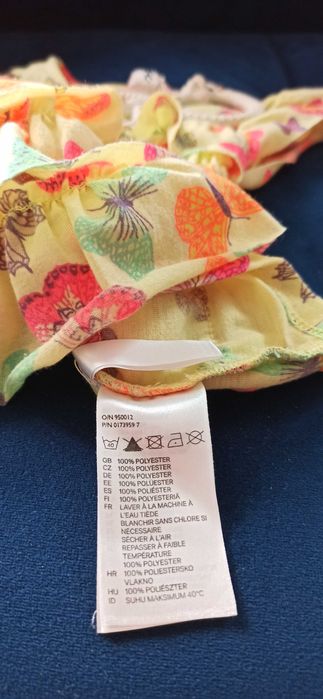 O/N 950012
P/N 0173959 7
40
GB 100% POLYESTER
CZ 100% POLYESTER
DE 100% POLYESTER
EE 100% POLÜESTER
ES 100% POLIÉSTER
FI 100% POLYESTERIÄ
FR LAVER À LA MACHINE À
L'EAU TIÈDE
BLANCHIR SANS CHLORE SI
NÉCESSAIRE
SÉCHER À L'AIR
REPASSER À FAIBLE
TEMPÉRATURE
100% POLYESTER
HR 100% POLIESTERSKO
VLAKNO
HU 100% POLIÉSZTER
ID SUHU MAKSIMUM 40°C